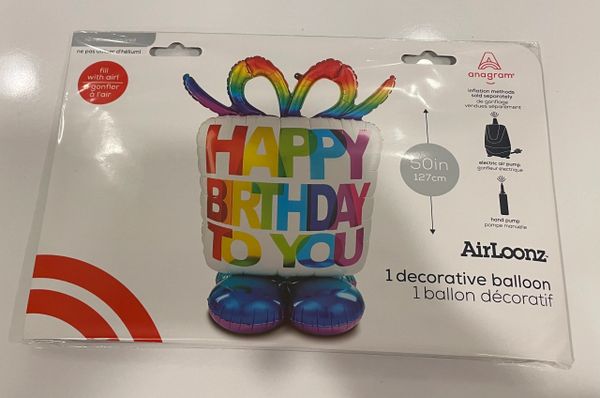 ne pas utiliser d'hélium
fill
with air!
gonfler
à l'air
HAPPY
BIRTHDAY
TO YOU
50in
127cm
anagram
inflation methods
sold separately
de gonflage
vendues séparément
electric air pump
gonfleur électrique
hand pump
pompe manuelle
AirLoonz
1 decorative balloon
1 ballon décoratif